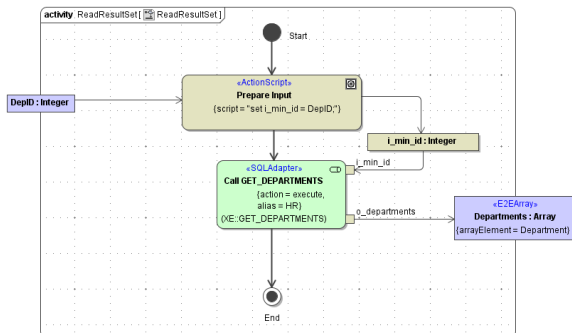 activity ReadResultSet [ ReadResultSet ]
Start
«ActionScript»
Prepare Input
{script = "set i_min_id = DepID;"}
DepID : Integer
i_min_id : Integer
i_min_id
«SQLAdapter»
Call GET_DEPARTMENTS
{action = execute,
alias = HR}
(XE::GET_DEPARTMENTS)
o_departments
«E2EArray»
Departments : Array
{arrayElement = Department}
End